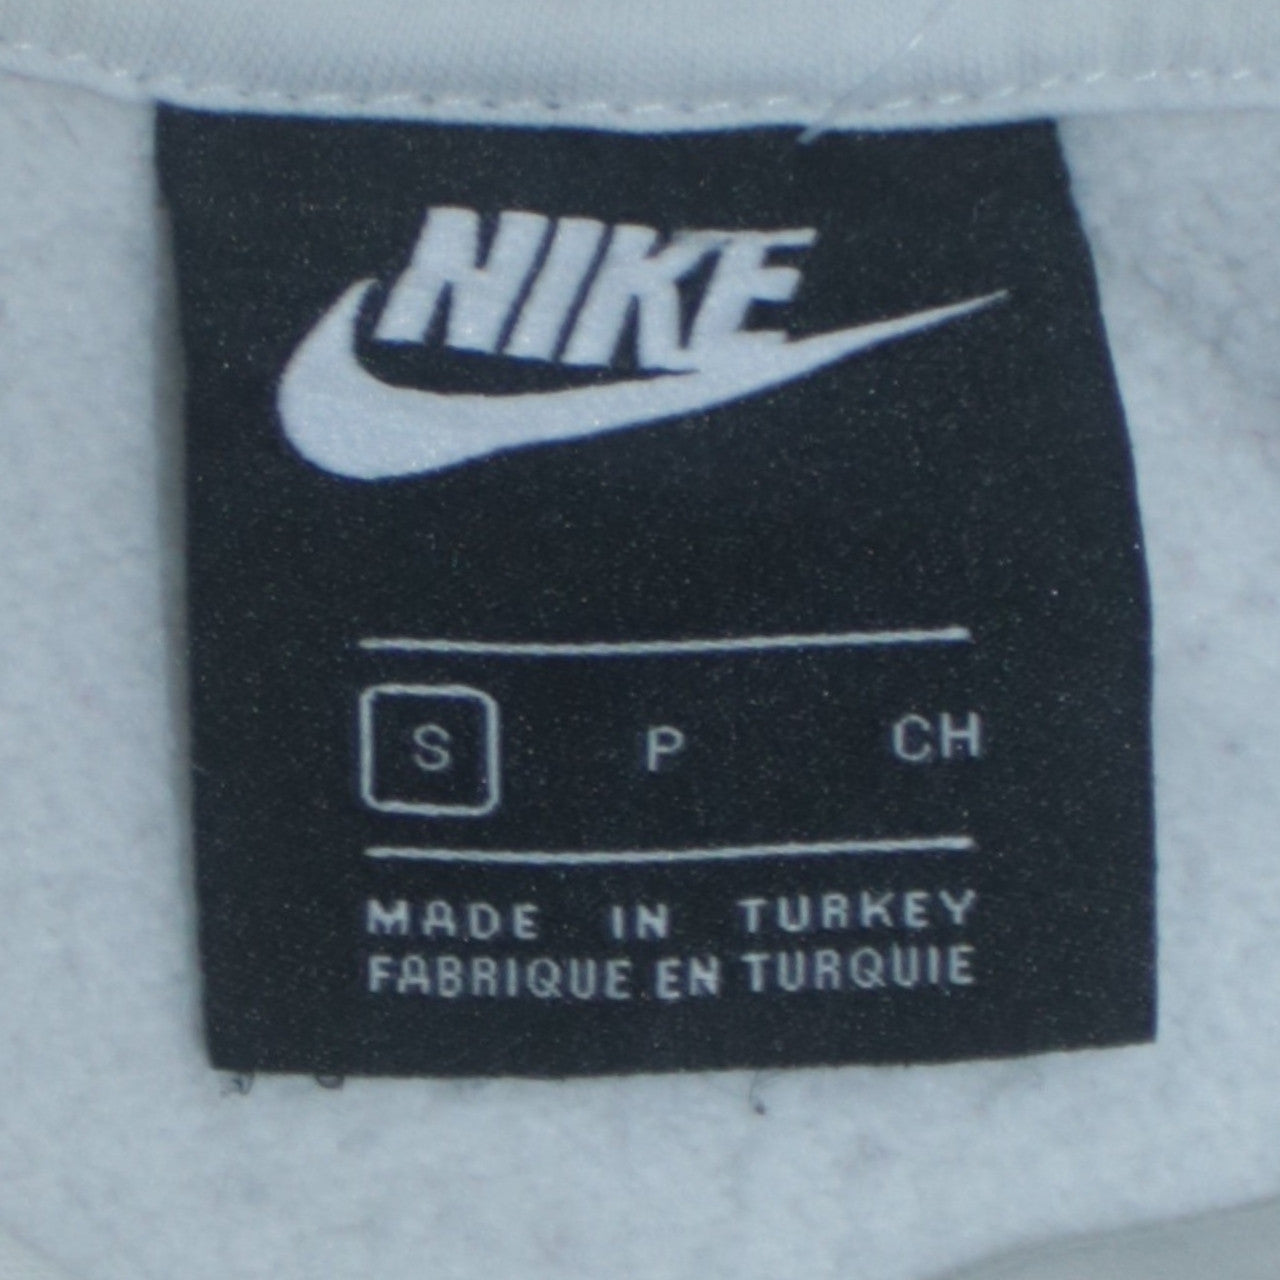 NIKE
S P CH
MADE IN TURKEY
FABRIQUE EN TURQUIE